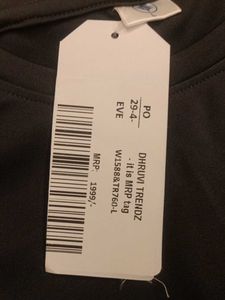 PO
29-4-
EVE
DHRUVI TRENDZ
- it is MRP tag
W1588&TR760-L
MRP: 1999/-